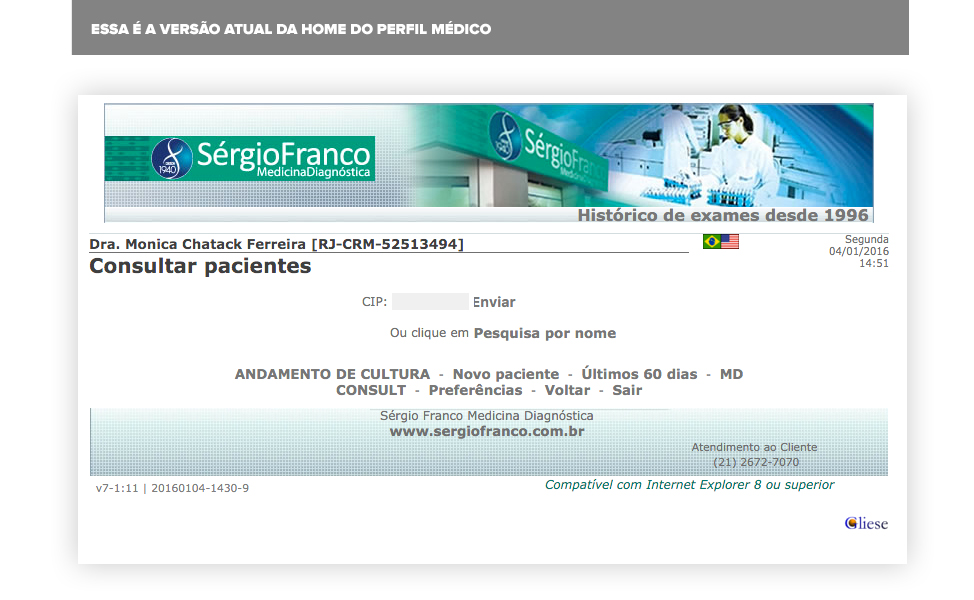 ESSA É A VERSÃO ATUAL DA HOME DO PERFIL MÉDICO
DESDE
1940
SérgioFranco
MedicinaDiagnóstica
1940
SérgioFranco
Histórico de exames desde 1996
Dra. Monica Chatack Ferreira [RJ-CRM-52513494]
Segunda
04/01/2016
14:51
Consultar pacientes
CIP: Enviar
Ou clique em Pesquisa por nome
ANDAMENTO DE CULTURA - Novo paciente - Últimos 60 dias - MD
CONSULT - Preferências - Voltar - Sair
Sérgio Franco Medicina Diagnóstica
www.sergiofranco.com.br
Atendimento ao Cliente
(21) 2672-7070
v7-1:11 | 20160104-1430-9
Compatível com Internet Explorer 8 ou superior
Gliese